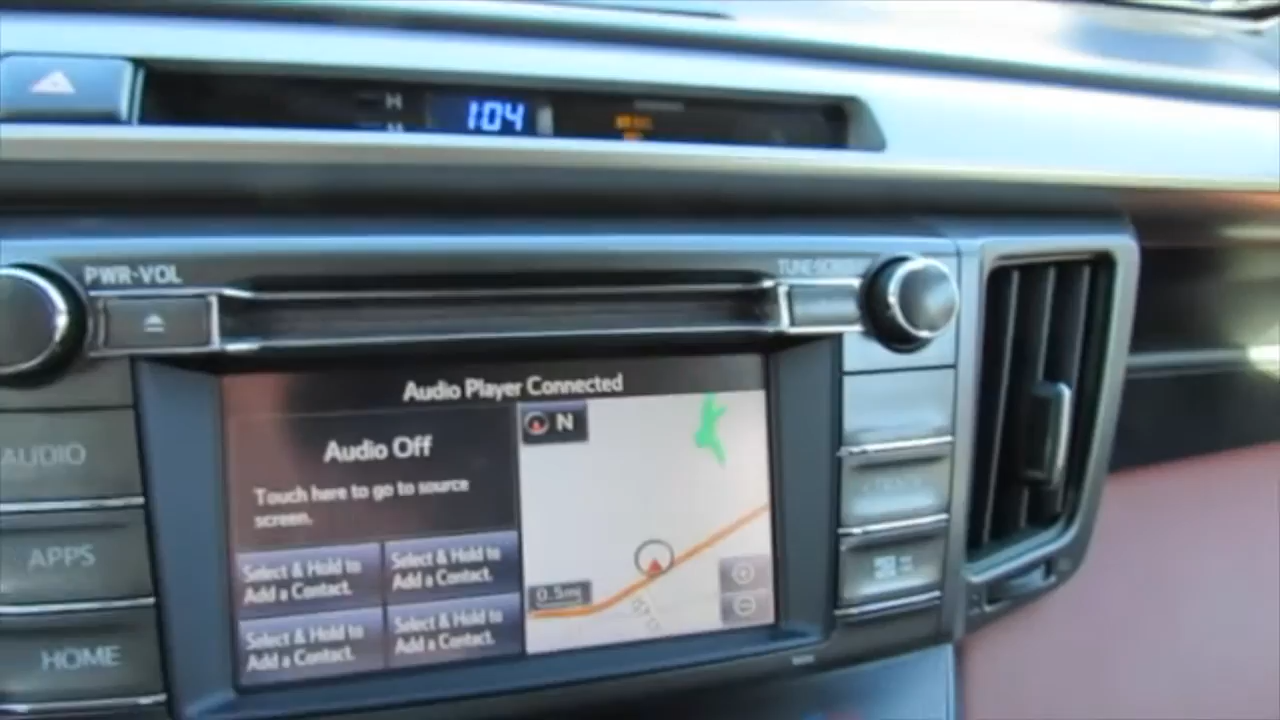 H
104
M
PWR-VOL
Audio Player Connected
N
Audio Off
Touch here to go to source
screen.
AUDIO
Select & Hold to
Add a Contact.
Select & Hold to
Add a Contact.
APPS
0.5mi
Select & Hold to
Add a Contact.
Select & Hold to
Add a Contact.
HOME